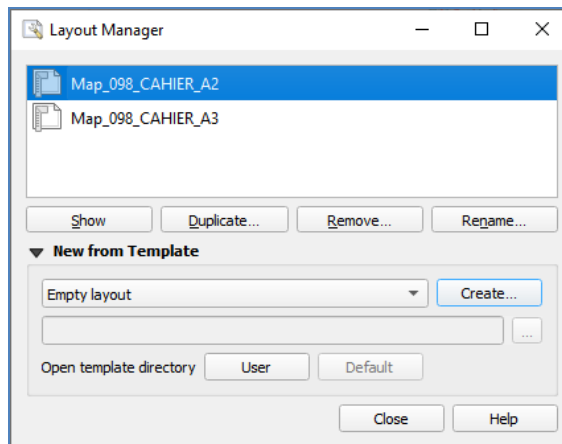 Layout Manager
Map_098_CAHIER_A2
Map_098_CAHIER_A3
Show Duplicate... Remove... Rename...
New from Template
Empty layout Create...
...
Open template directory User Default
Close Help